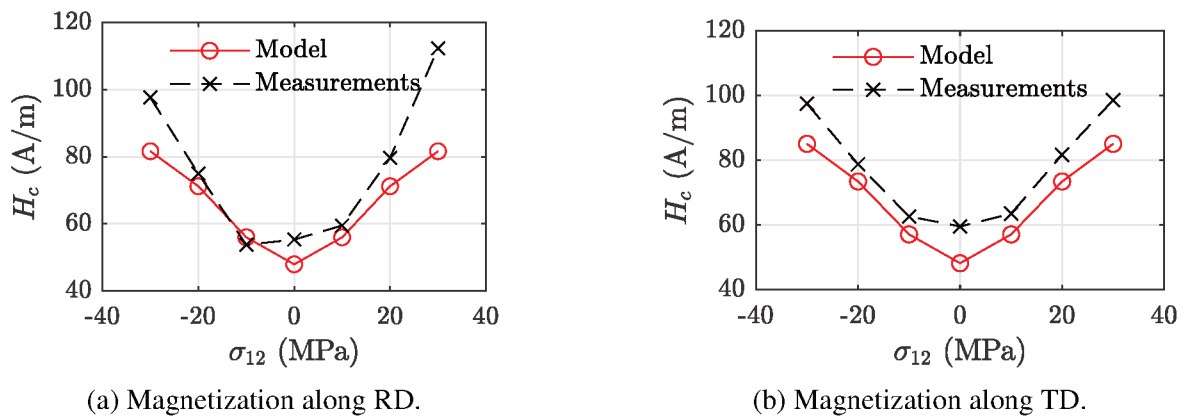 120
100
80
60
40
-40 -20 0 20 40
H_c (A/m)
σ_12 (MPa)
Model
Measurements
(a) Magnetization along RD.
120
100
80
60
40
-40 -20 0 20 40
H_c (A/m)
σ_12 (MPa)
Model
Measurements
(b) Magnetization along TD.